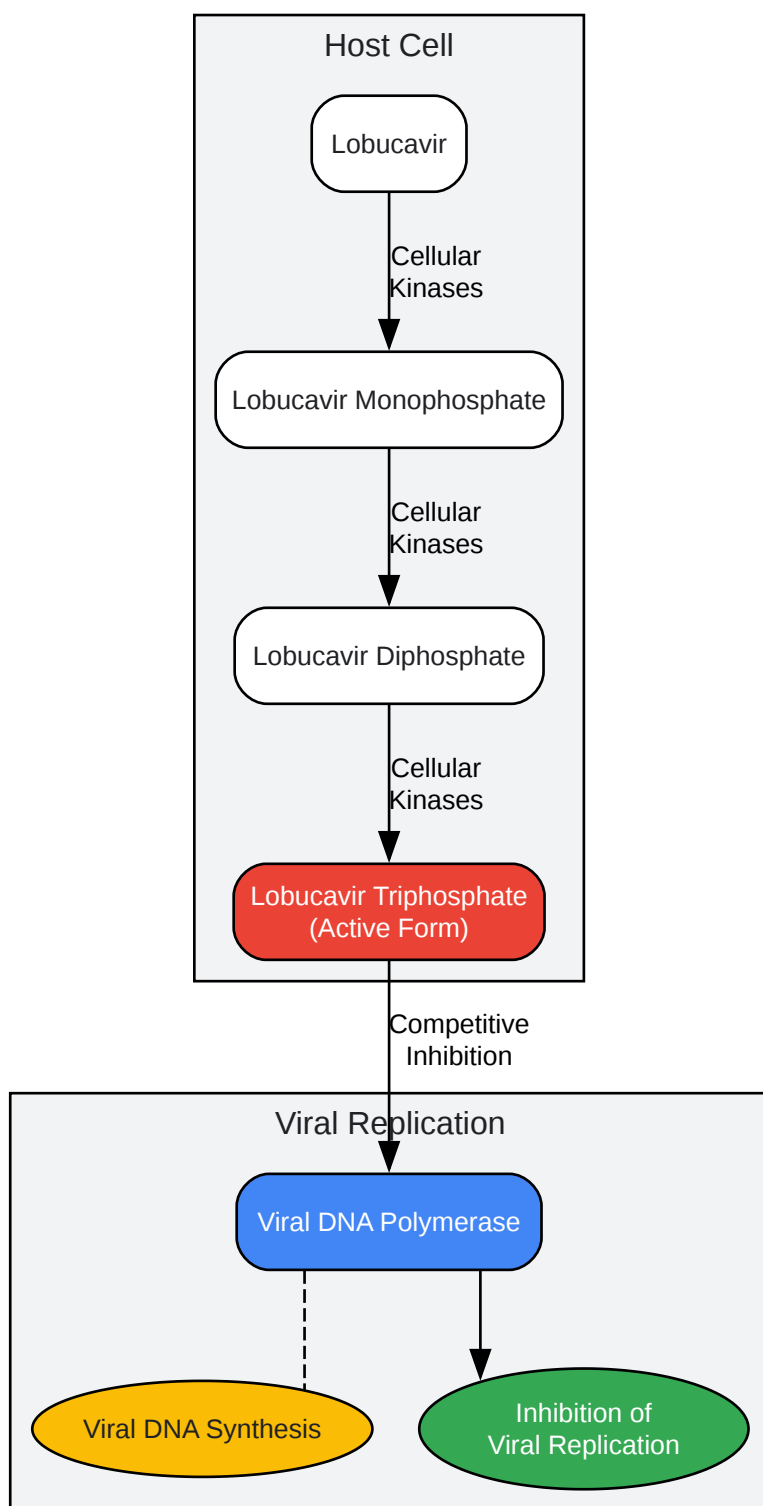 Host Cell
Lobucavir
Cellular
Kinases
Lobucavir Monophosphate
Cellular
Kinases
Lobucavir Diphosphate
Cellular
Kinases
Lobucavir Triphosphate
(Active Form)
Competitive
Inhibition
Viral Replication
Viral DNA Polymerase
Viral DNA Synthesis
Inhibition of
Viral Replication